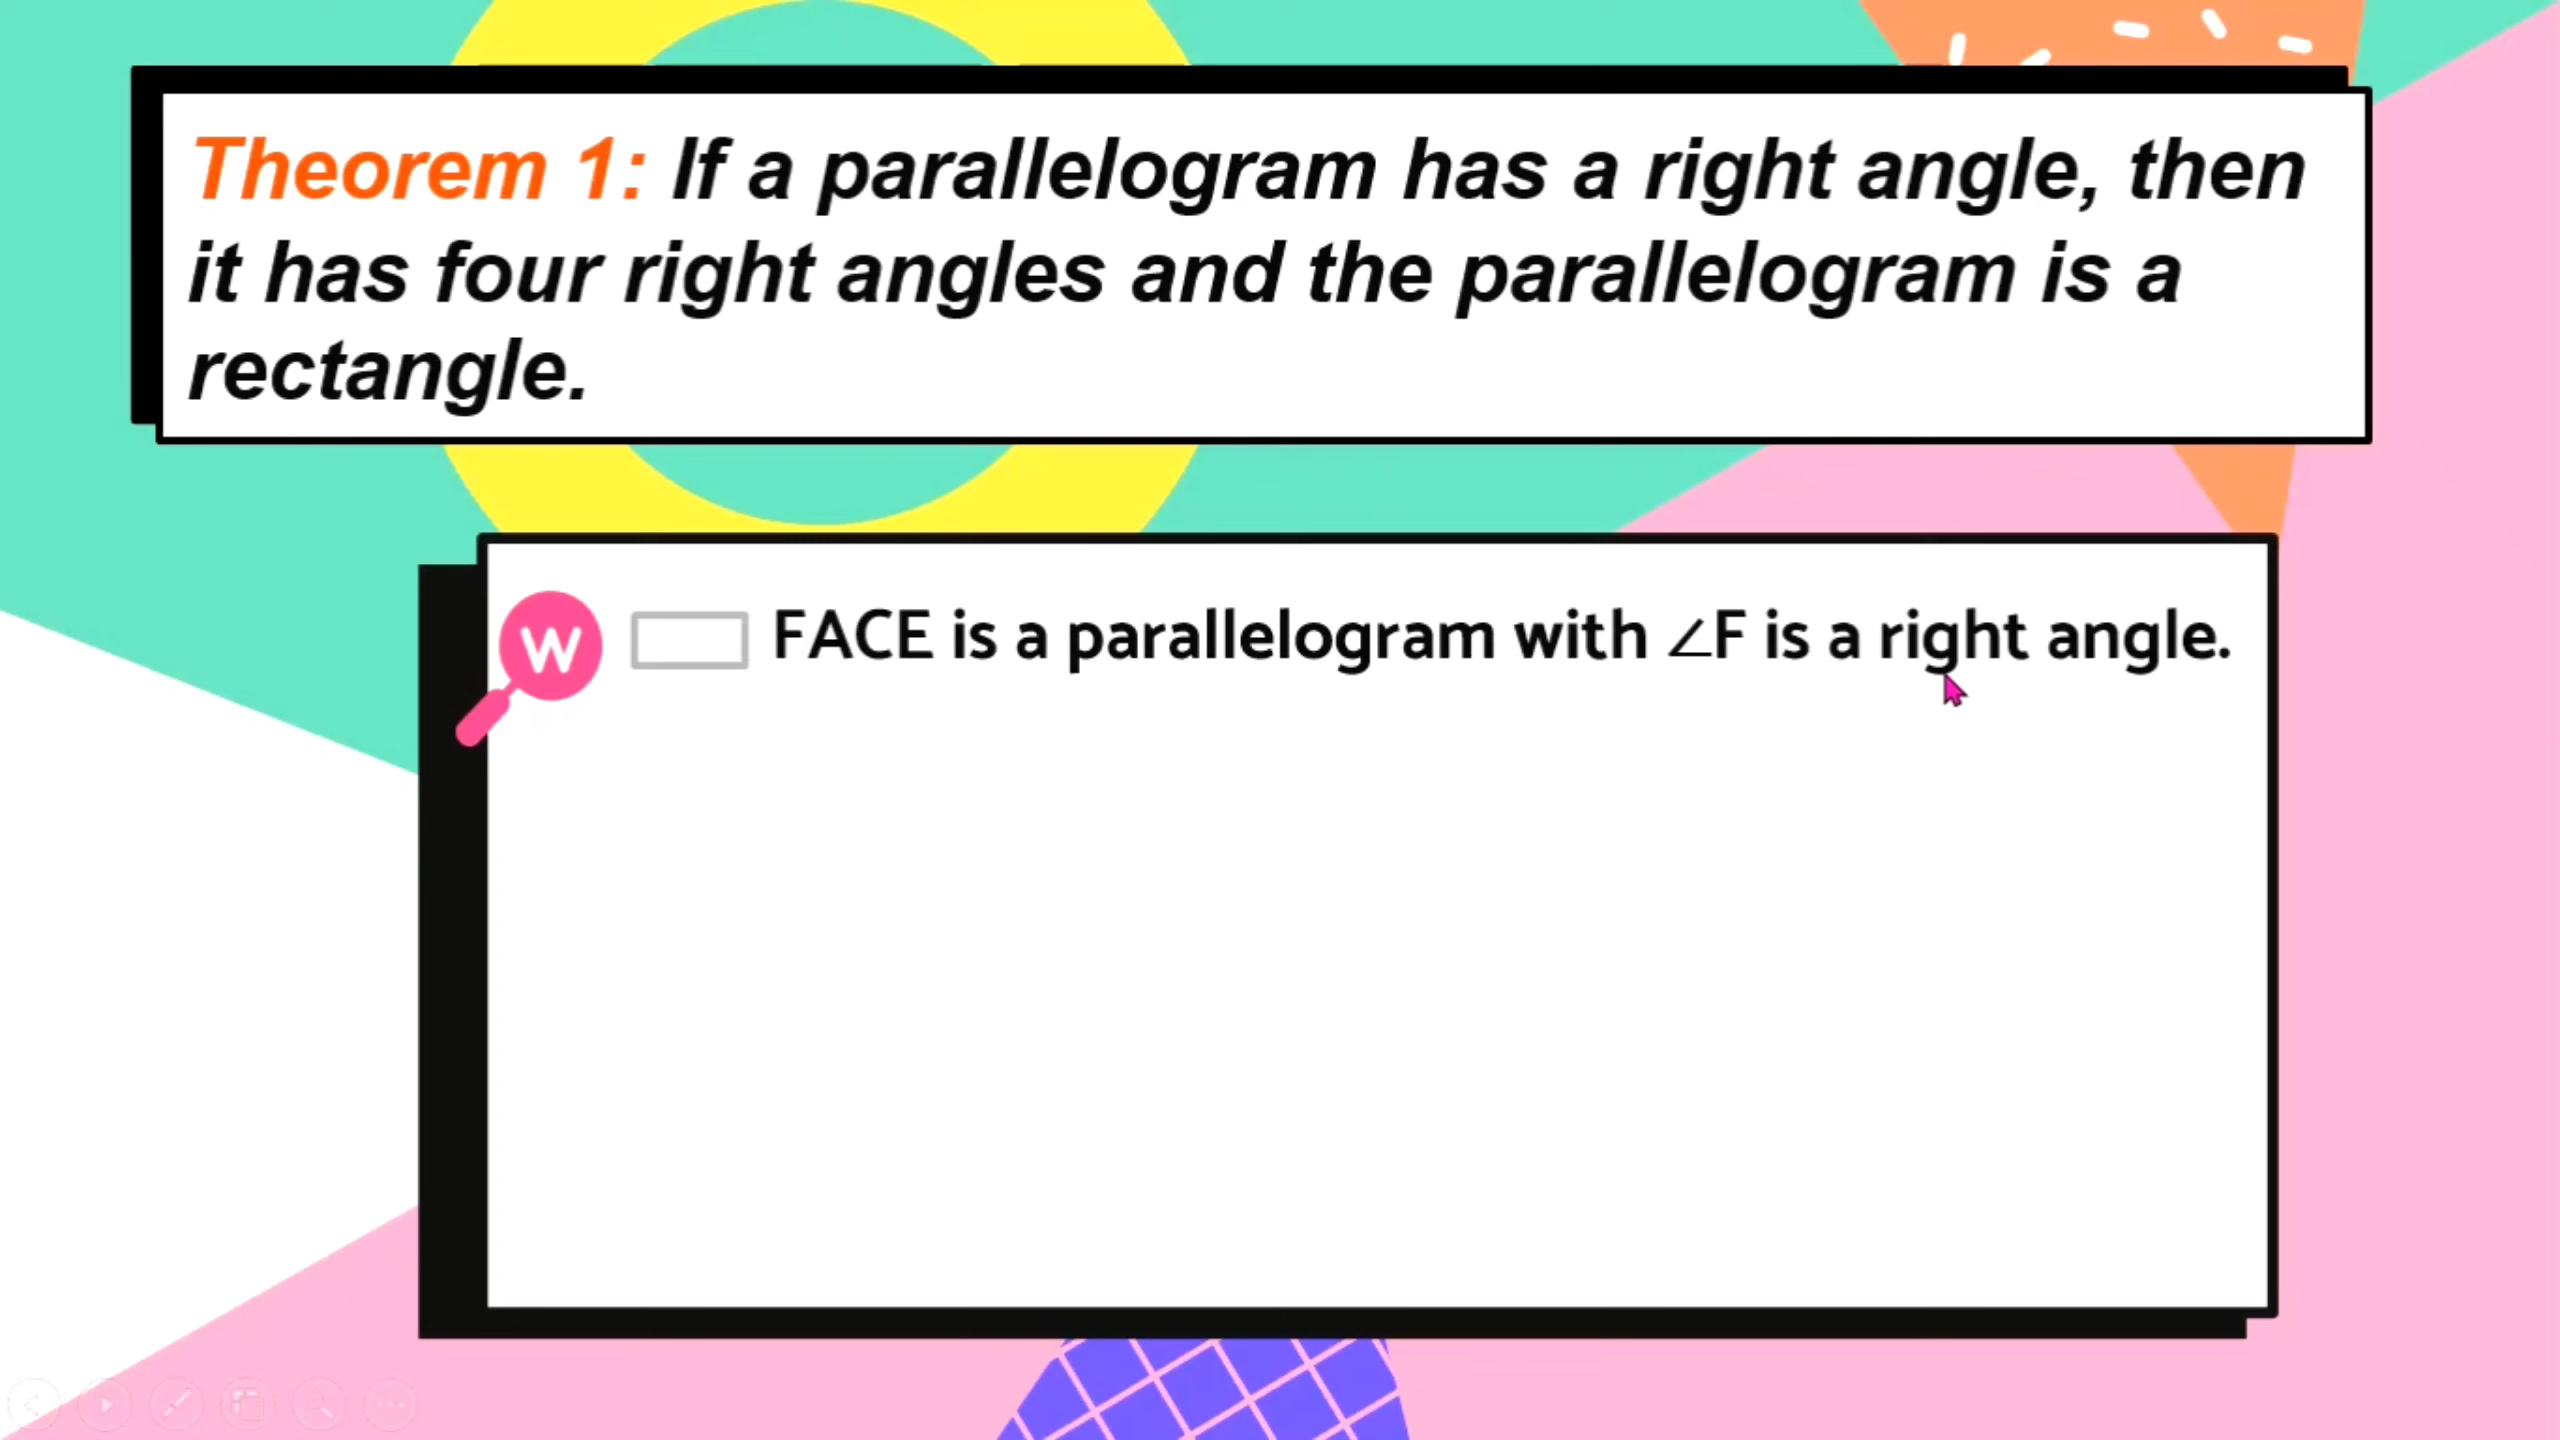 Theorem 1: If a parallelogram has a right angle, then
it has four right angles and the parallelogram is a
rectangle.
W
FACE is a parallelogram with ∠F is a right angle.